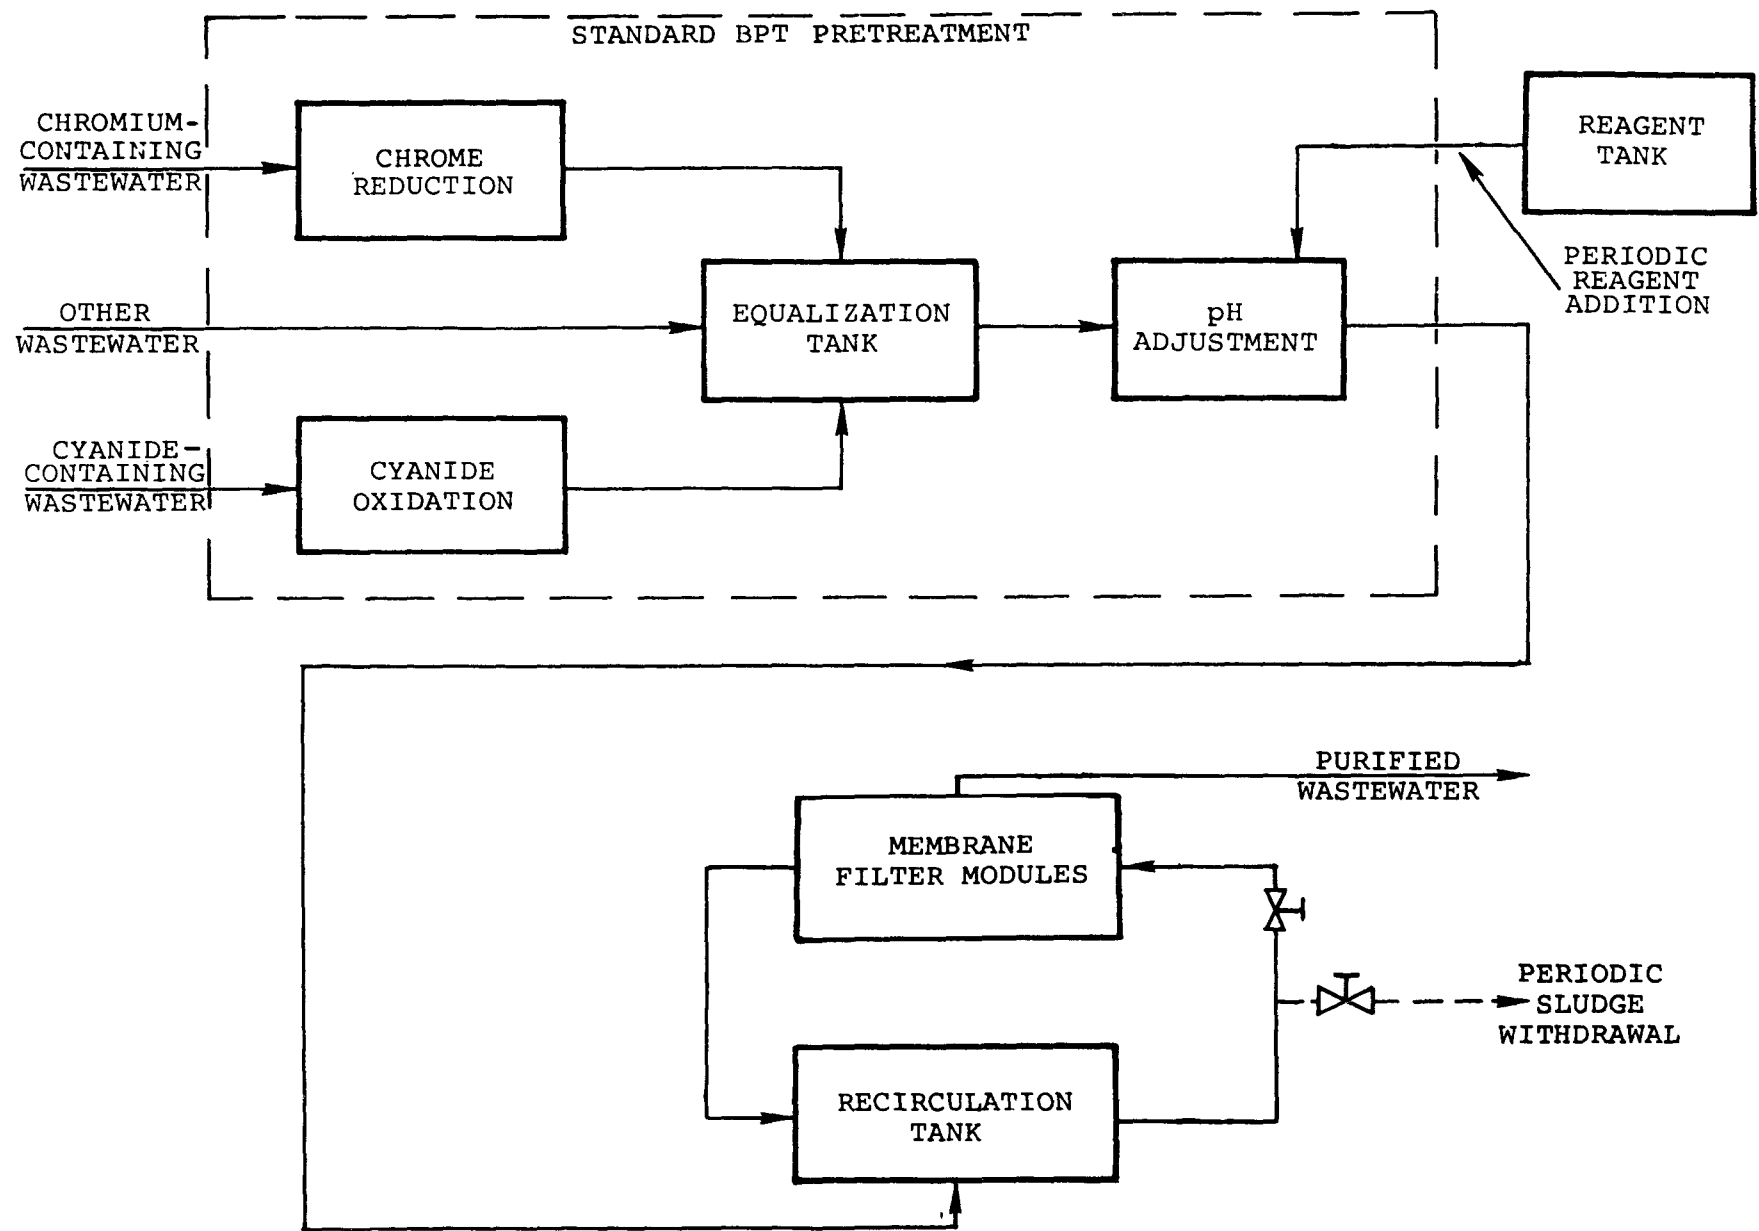 STANDARD BPT PRETREATMENT
CHROMIUM-
CONTAINING
WASTEWATER
CHROME
REDUCTION
REAGENT
TANK
PERIODIC
REAGENT
ADDITION
OTHER
WASTEWATER
EQUALIZATION
TANK
pH
ADJUSTMENT
CYANIDE-
CONTAINING
WASTEWATER
CYANIDE
OXIDATION
PURIFIED
WASTEWATER
MEMBRANE
FILTER MODULES
PERIODIC
SLUDGE
WITHDRAWAL
RECIRCULATION
TANK